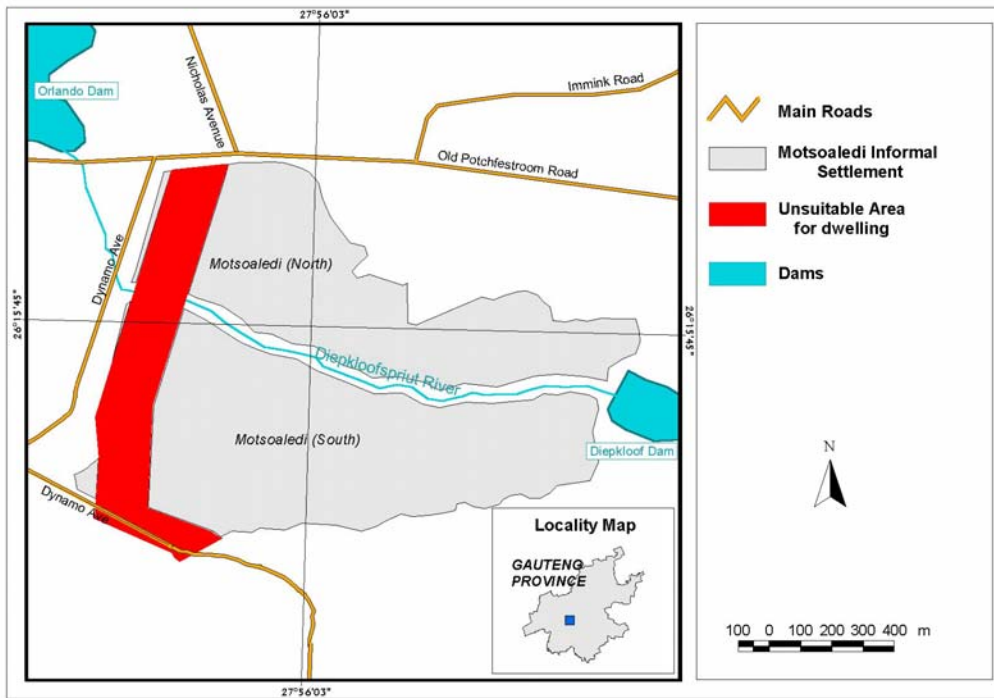 27°56'03"
Orlando Dam
Nicholas Avenue
Immink Road
Old Potchfestroom Road
Dynamo Ave
Motsoaledi (North)
26°15'45"
26°15'45"
Diepkloofspriut River
Motsoaledi (South)
Diepkloof Dam
Dynamo Ave
Locality Map
GAUTENG
PROVINCE
27°56'03"
Main Roads
Motsoaledi Informal
Settlement
Unsuitable Area
for dwelling
Dams
N
100 0 100 200 300 400 m